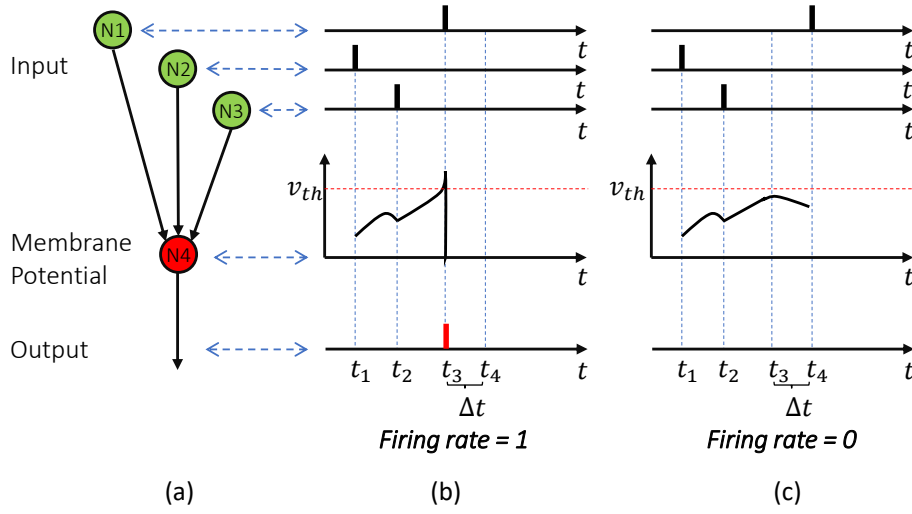 N1
N2
N3
Input
N4
Membrane
Potential
Output
(a)
t
t
t
v_th
t
t
t_1 t_2 t_3 t_4
Δt
Firing rate = 1
(b)
t
t
t
v_th
t
t
t_1 t_2 t_3 t_4
Δt
Firing rate = 0
(c)